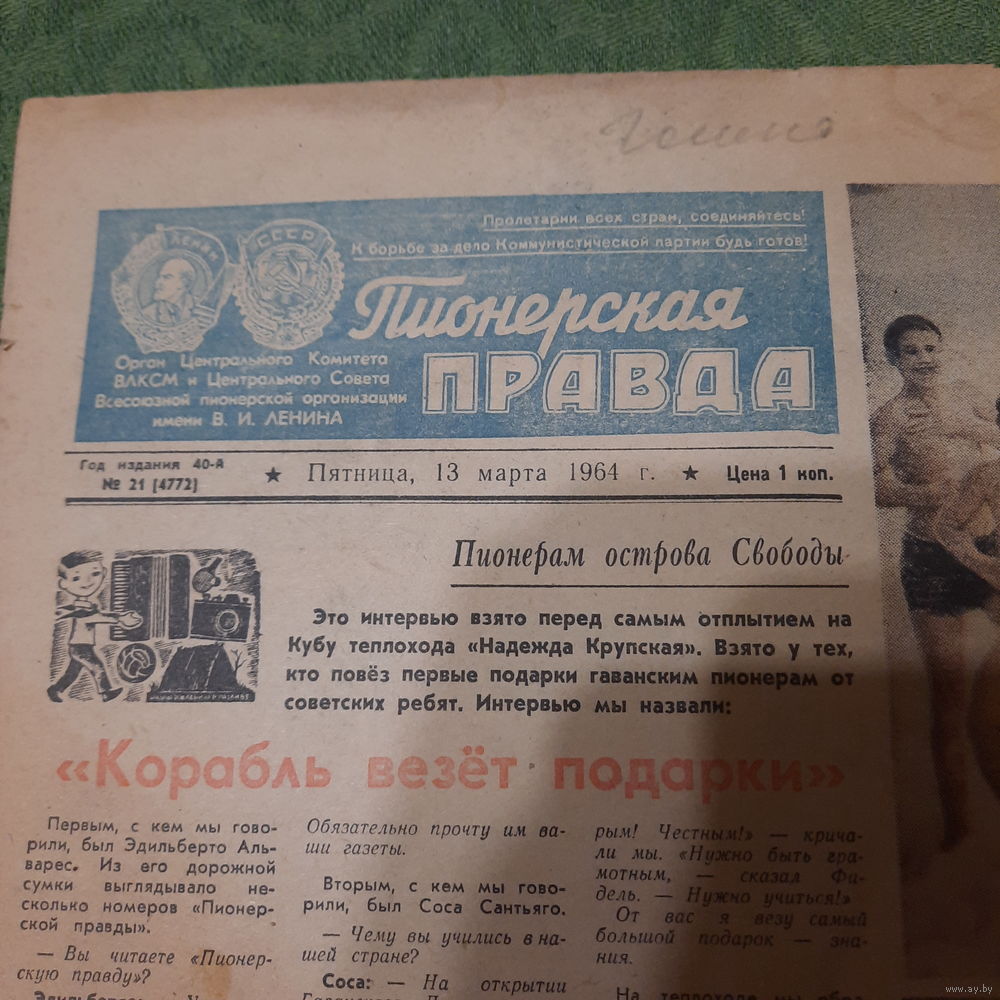 Пролетарии всех стран, соединяйтесь!
К борьбе за дело Коммунистической партии будь готов!
ЛЕНИН
СССР
Пионерская
ПРАВДА
Орган Центрального Комитета
ВЛКСМ и Центрального Совета
Всесоюзной пионерской организации
имени В. И. ЛЕНИНА
Год издания 40-й
№ 21 (4772)
★ Пятница, 13 марта 1964 г. ★
Цена 1 коп.
Пионерам острова Свободы
Это интервью взято перед самым отплытием на
Кубу теплохода «Надежда Крупская». Взято у тех,
кто повёз первые подарки гаванским пионерам от
советских ребят. Интервью мы назвали:
«Корабль везёт подарки»
Первым, с кем мы гово-
рили, был Эдильберто Аль-
варес. Из его дорожной
сумки выглядывало не-
сколько номеров «Пионер-
ской правды».
— Вы читаете «Пионер-
скую правду»?
Обязательно прочту им ва-
ши газеты.
Вторым, с кем мы гово-
рили, был Соса Сантьяго.
— Чему вы учились в на-
шей стране?
Соса: — На открытии
рым! Честным!» — крича-
ли мы. «Нужно быть гра-
мотным, — сказал Фи-
дель. — Нужно учиться!»
От вас я везу самый
большой подарок — зна-
ния.
На теплоходе
www.ay.by